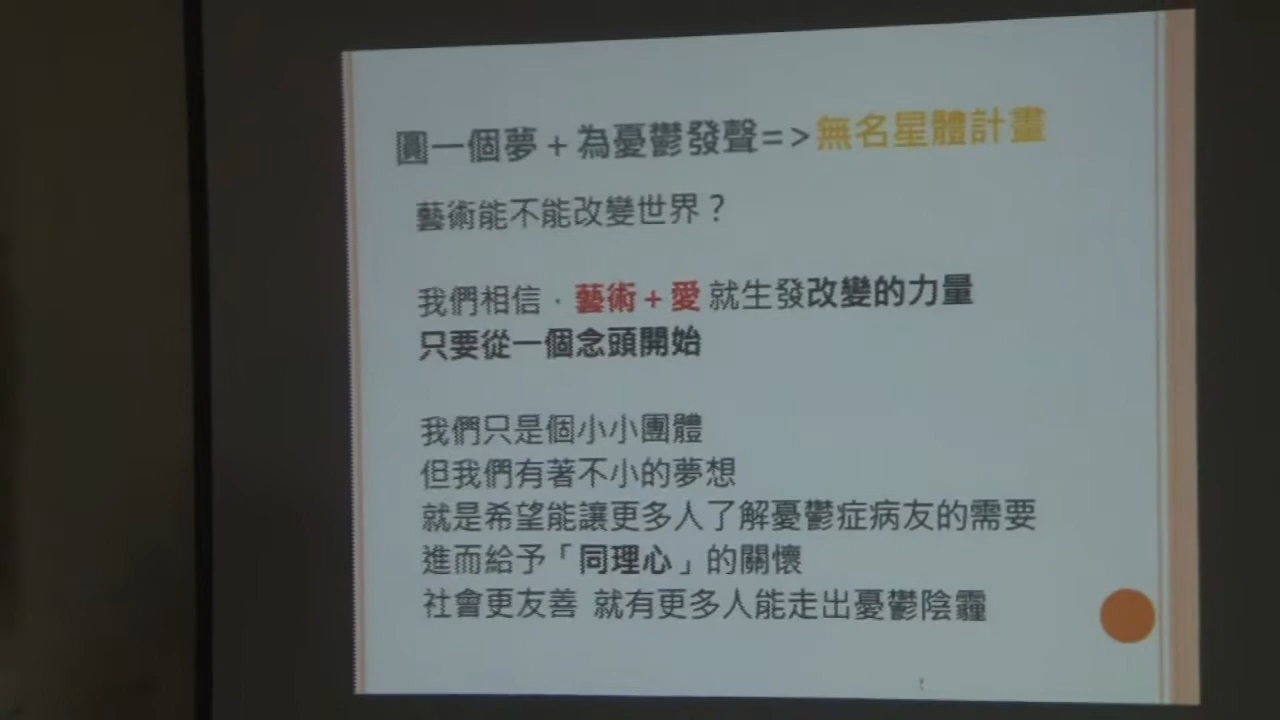 圓一個夢+為憂鬱發聲=>無名星體計畫
藝術能不能改變世界？
我們相信，藝術+愛 就生發改變的力量
只要從一個念頭開始
我們只是個小小團體
但我們有著不小的夢想
就是希望能讓更多人了解憂鬱症病友的需要
進而給予「同理心」的關懷
社會更友善 就有更多人能走出憂鬱陰霾